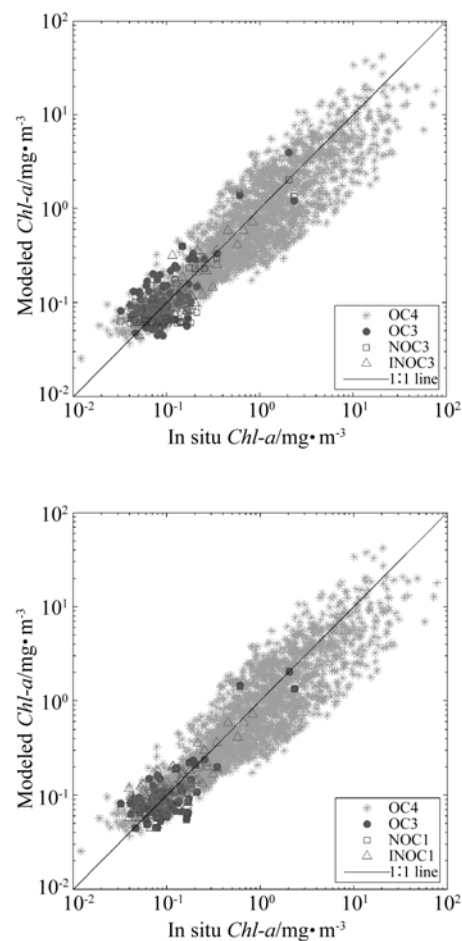 10²
10¹
10⁰
10⁻¹
10⁻²
Modeled Chl-a/mg•m⁻³
OC4
OC3
NOC3
INOC3
1∶1 line
10⁻² 10⁻¹ 10⁰ 10¹ 10²
In situ Chl-a/mg•m⁻³
10²
10¹
10⁰
10⁻¹
10⁻²
Modeled Chl-a/mg•m⁻³
OC4
OC3
NOC1
INOC1
1∶1 line
10⁻² 10⁻¹ 10⁰ 10¹ 10²
In situ Chl-a/mg•m⁻³